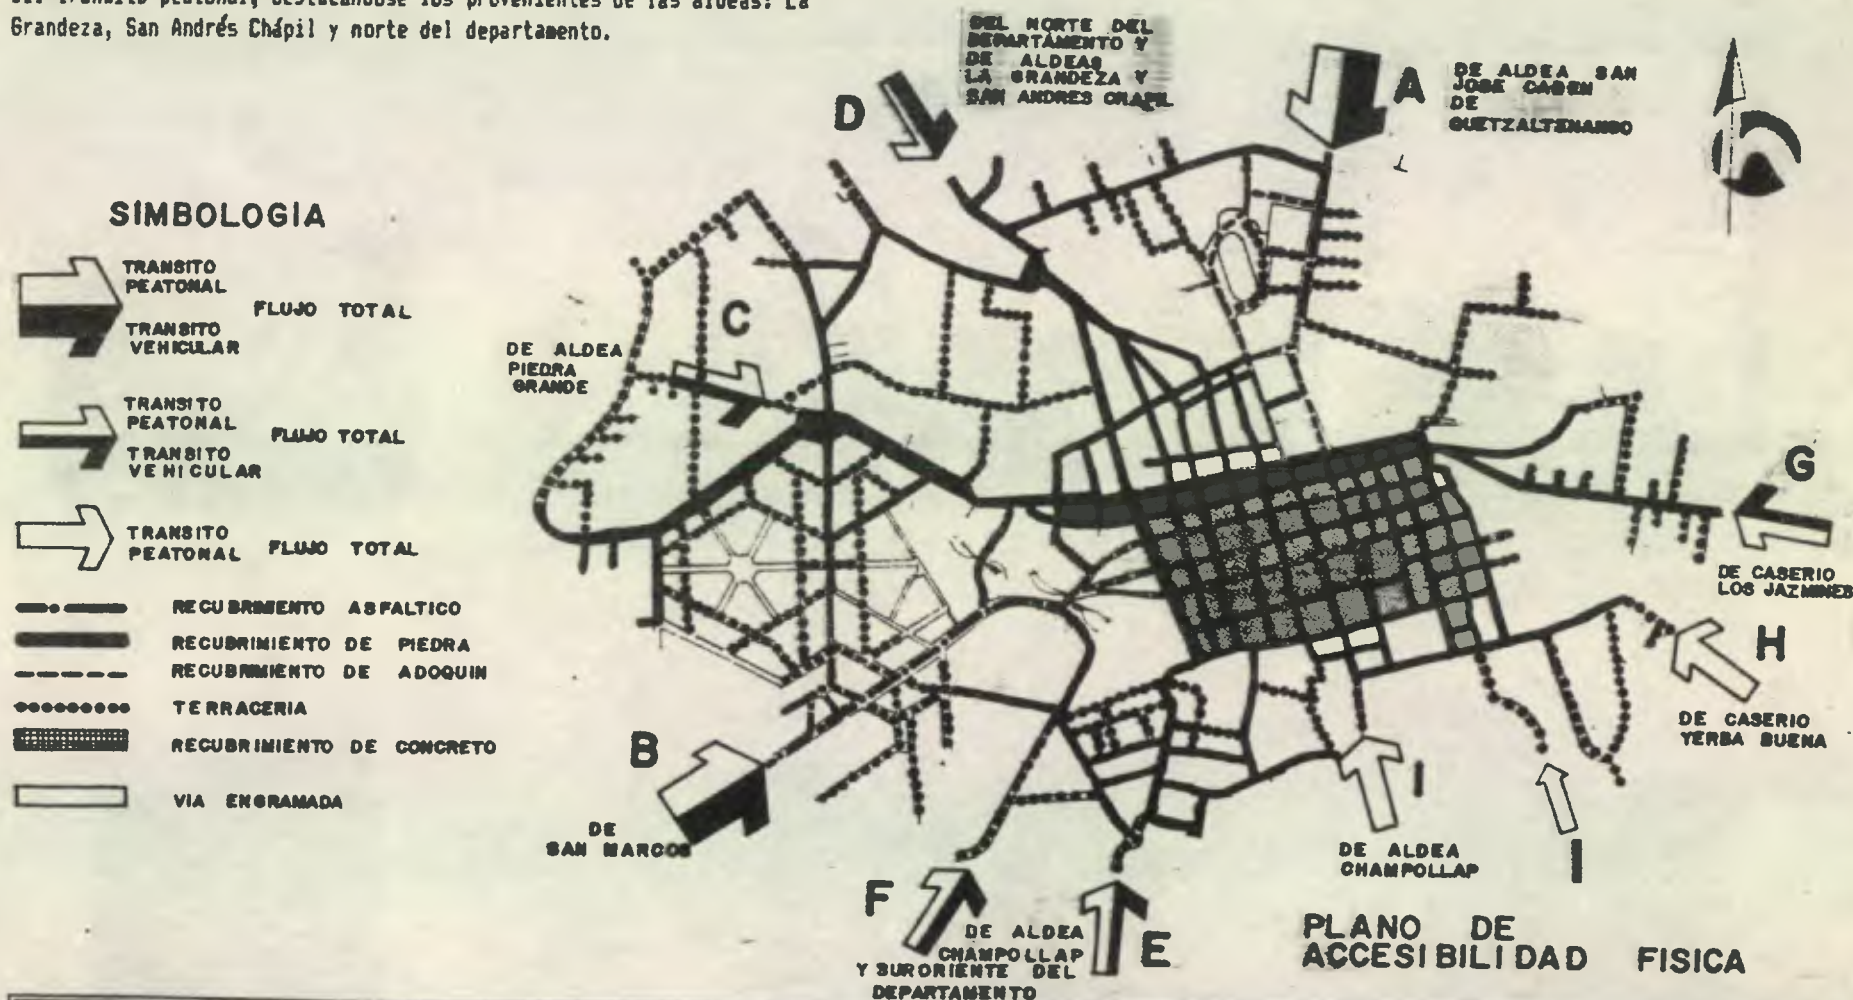 Grandeza, San Andrés Chápil y norte del departamento.
DEL NORTE DEL
DEPARTAMENTO Y
DE ALDEAS
LA GRANDEZA Y
SAN ANDRES CHAPIL
D
A
DE ALDEA SAN
JOSE CABEN
DE
QUETZALTENANGO
SIMBOLOGIA
TRANSITO
PEATONAL
FLUJO TOTAL
TRANSITO
VEHICULAR
TRANSITO
PEATONAL
FLUJO TOTAL
TRANSITO
VEHICULAR
TRANSITO
PEATONAL FLUJO TOTAL
RECUBRIMIENTO ASFALTICO
RECUBRIMIENTO DE PIEDRA
RECUBRIMIENTO DE ADOQUIN
TERRACERIA
RECUBRIMIENTO DE CONCRETO
VIA ENGRAMADA
C
DE ALDEA
PIEDRA
GRANDE
G
DE CASERIO
LOS JAZMINES
H
DE CASERIO
YERBA BUENA
B
DE
SAN MARCOS
I
DE ALDEA
CHAMPOLLAP
I
F
DE ALDEA
CHAMPOLLAP
Y SURORIENTE DEL
DEPARTAMENTO
E
PLANO DE
ACCESIBILIDAD FISICA